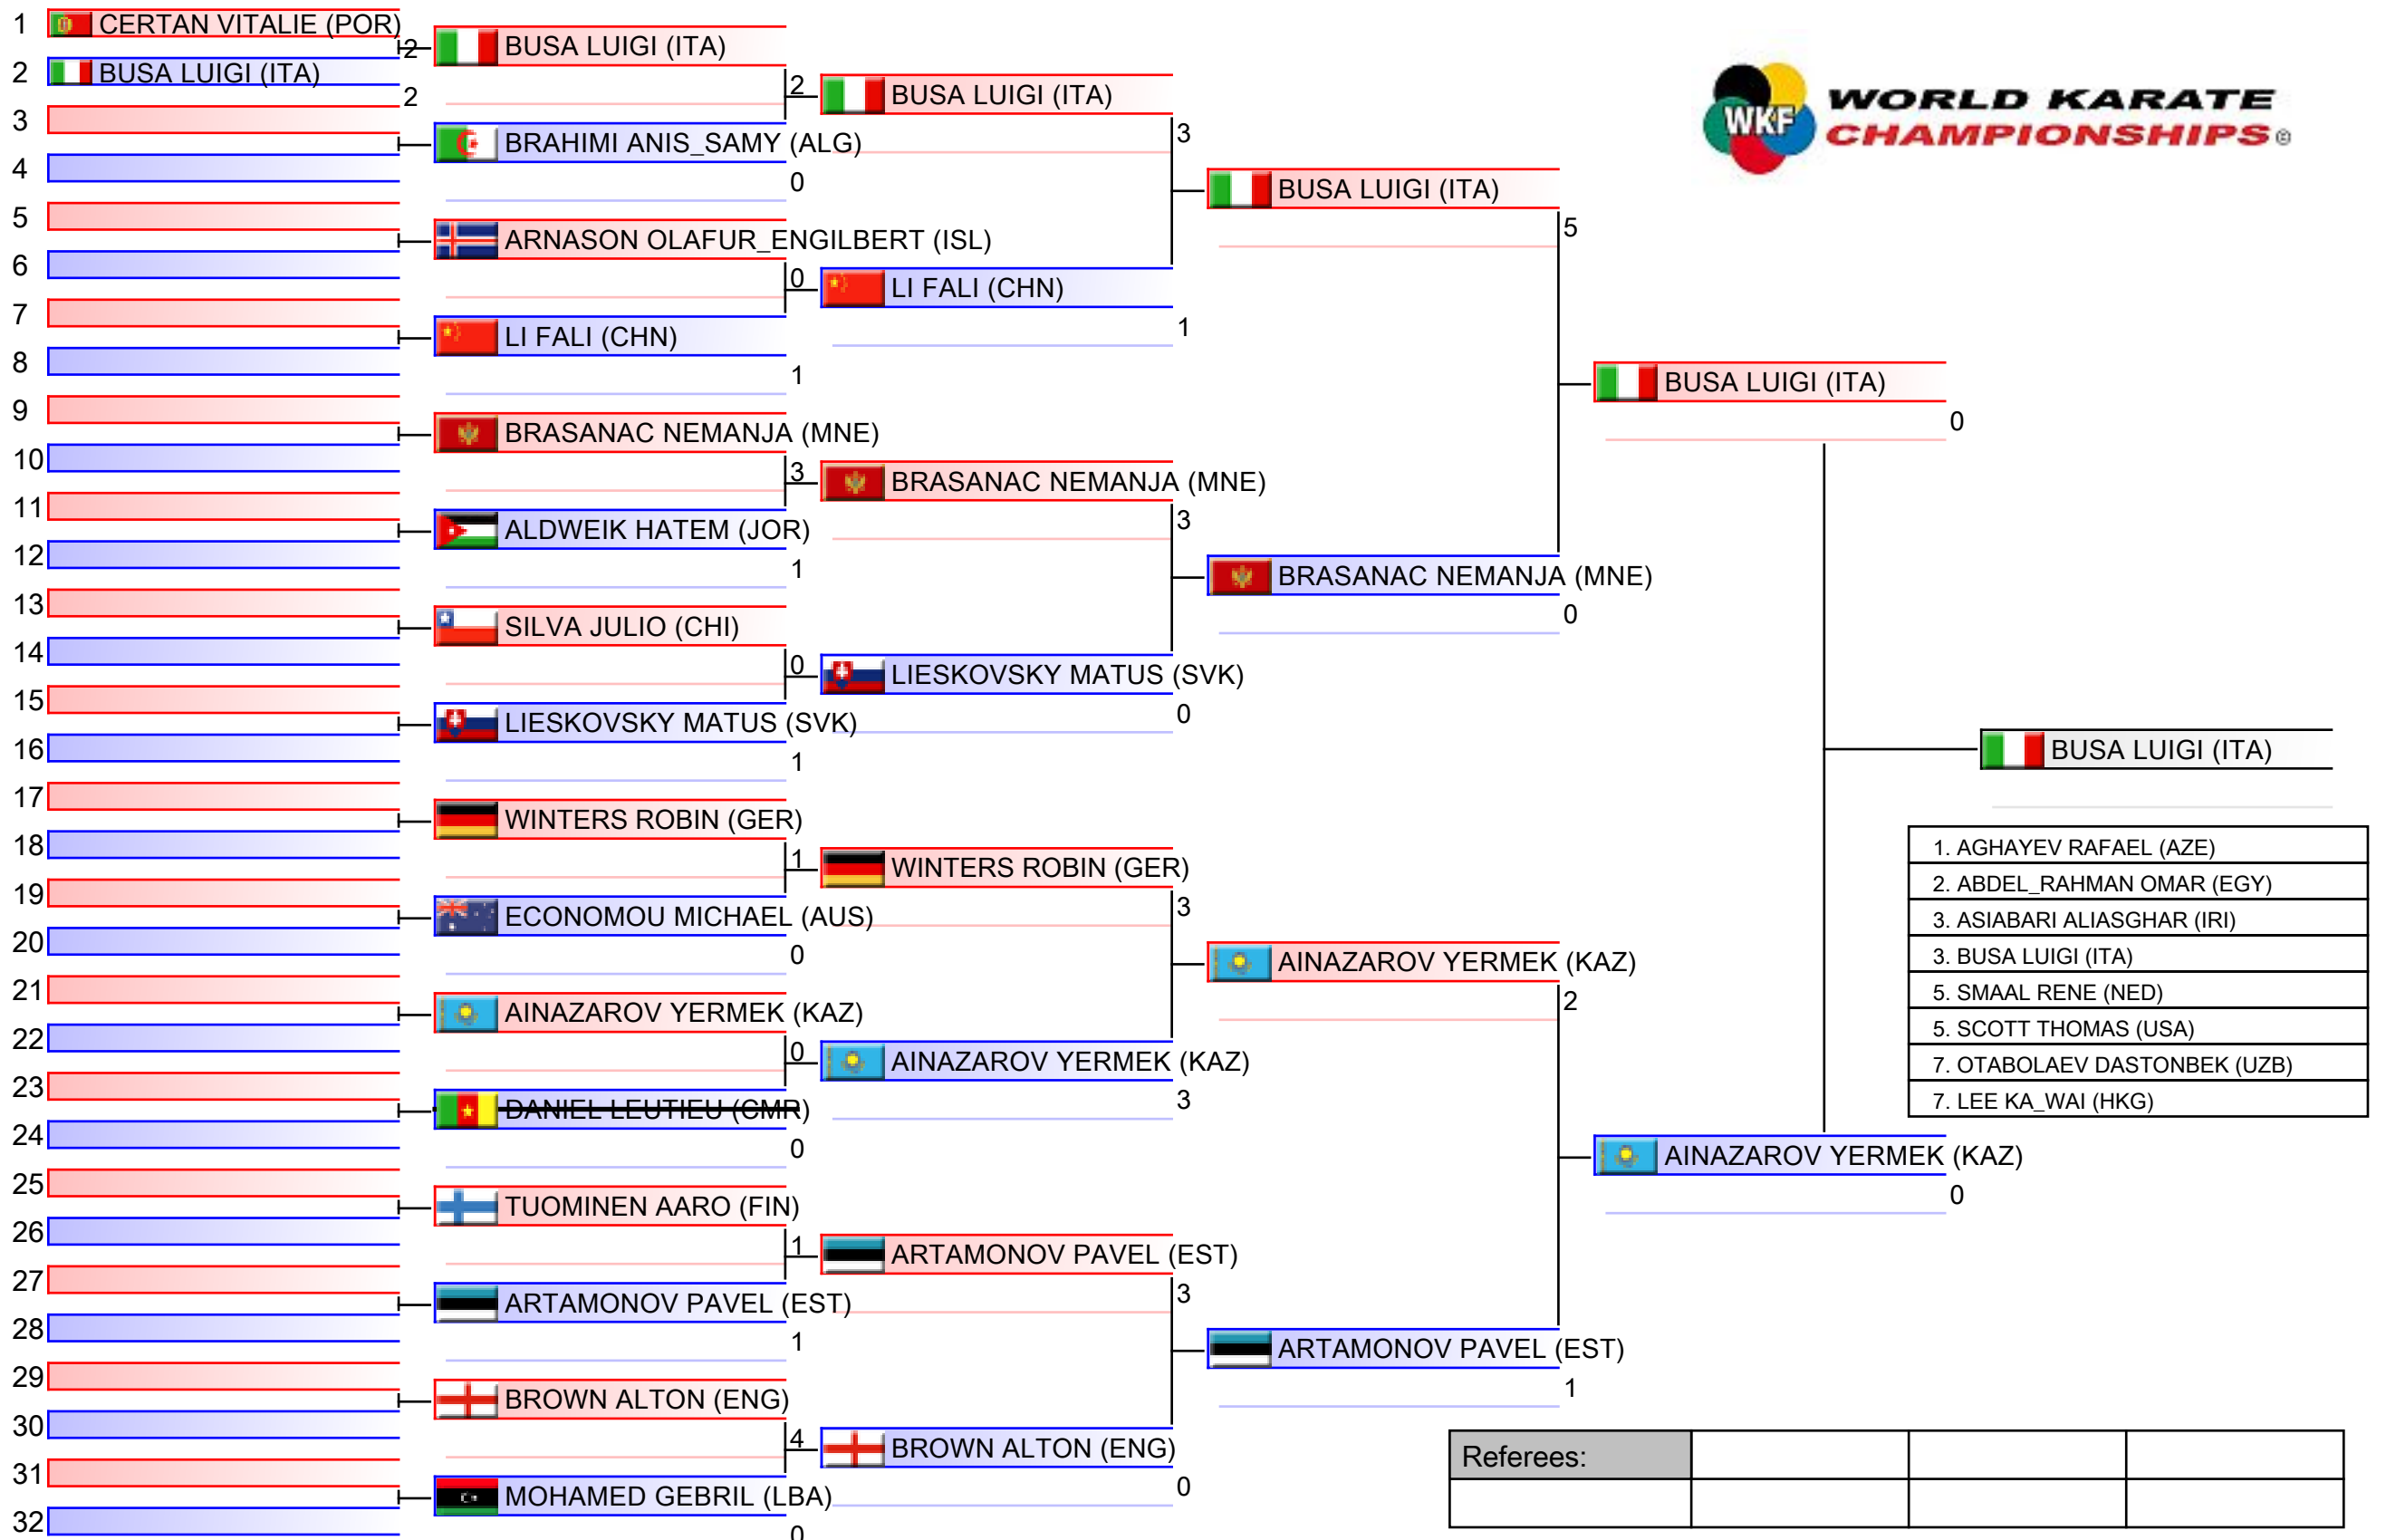 1 CERTAN VITALIE (POR)
2
2 BUSA LUIGI (ITA)
2
3
4
5
6
7
8
9
10
11
12
13
14
15
16
17
18
19
20
21
22
23
24
25
26
27
28
29
30
31
32
BUSA LUIGI (ITA)
2
BRAHIMI ANIS_SAMY (ALG)
0
ARNASON OLAFUR_ENGILBERT (ISL)
0
LI FALI (CHN)
1
BRASANAC NEMANJA (MNE)
3
ALDWEIK HATEM (JOR)
1
SILVA JULIO (CHI)
0
LIESKOVSKY MATUS (SVK)
1
WINTERS ROBIN (GER)
1
ECONOMOU MICHAEL (AUS)
0
AINAZAROV YERMEK (KAZ)
0
DANIEL LEUTIEU (CMR)
0
TUOMINEN AARO (FIN)
1
ARTAMONOV PAVEL (EST)
1
BROWN ALTON (ENG)
4
MOHAMED GEBRIL (LBA)
0
BUSA LUIGI (ITA)
3
LI FALI (CHN)
1
BRASANAC NEMANJA (MNE)
3
LIESKOVSKY MATUS (SVK)
0
WINTERS ROBIN (GER)
3
AINAZAROV YERMEK (KAZ)
3
ARTAMONOV PAVEL (EST)
3
BROWN ALTON (ENG)
0
BUSA LUIGI (ITA)
5
BRASANAC NEMANJA (MNE)
0
AINAZAROV YERMEK (KAZ)
2
ARTAMONOV PAVEL (EST)
1
BUSA LUIGI (ITA)
0
AINAZAROV YERMEK (KAZ)
0
WKF
WORLD KARATE
CHAMPIONSHIPS®
BUSA LUIGI (ITA)
1. AGHAYEV RAFAEL (AZE)
2. ABDEL_RAHMAN OMAR (EGY)
3. ASIABARI ALIASGHAR (IRI)
3. BUSA LUIGI (ITA)
5. SMAAL RENE (NED)
5. SCOTT THOMAS (USA)
7. OTABOLAEV DASTONBEK (UZB)
7. LEE KA_WAI (HKG)
Referees: